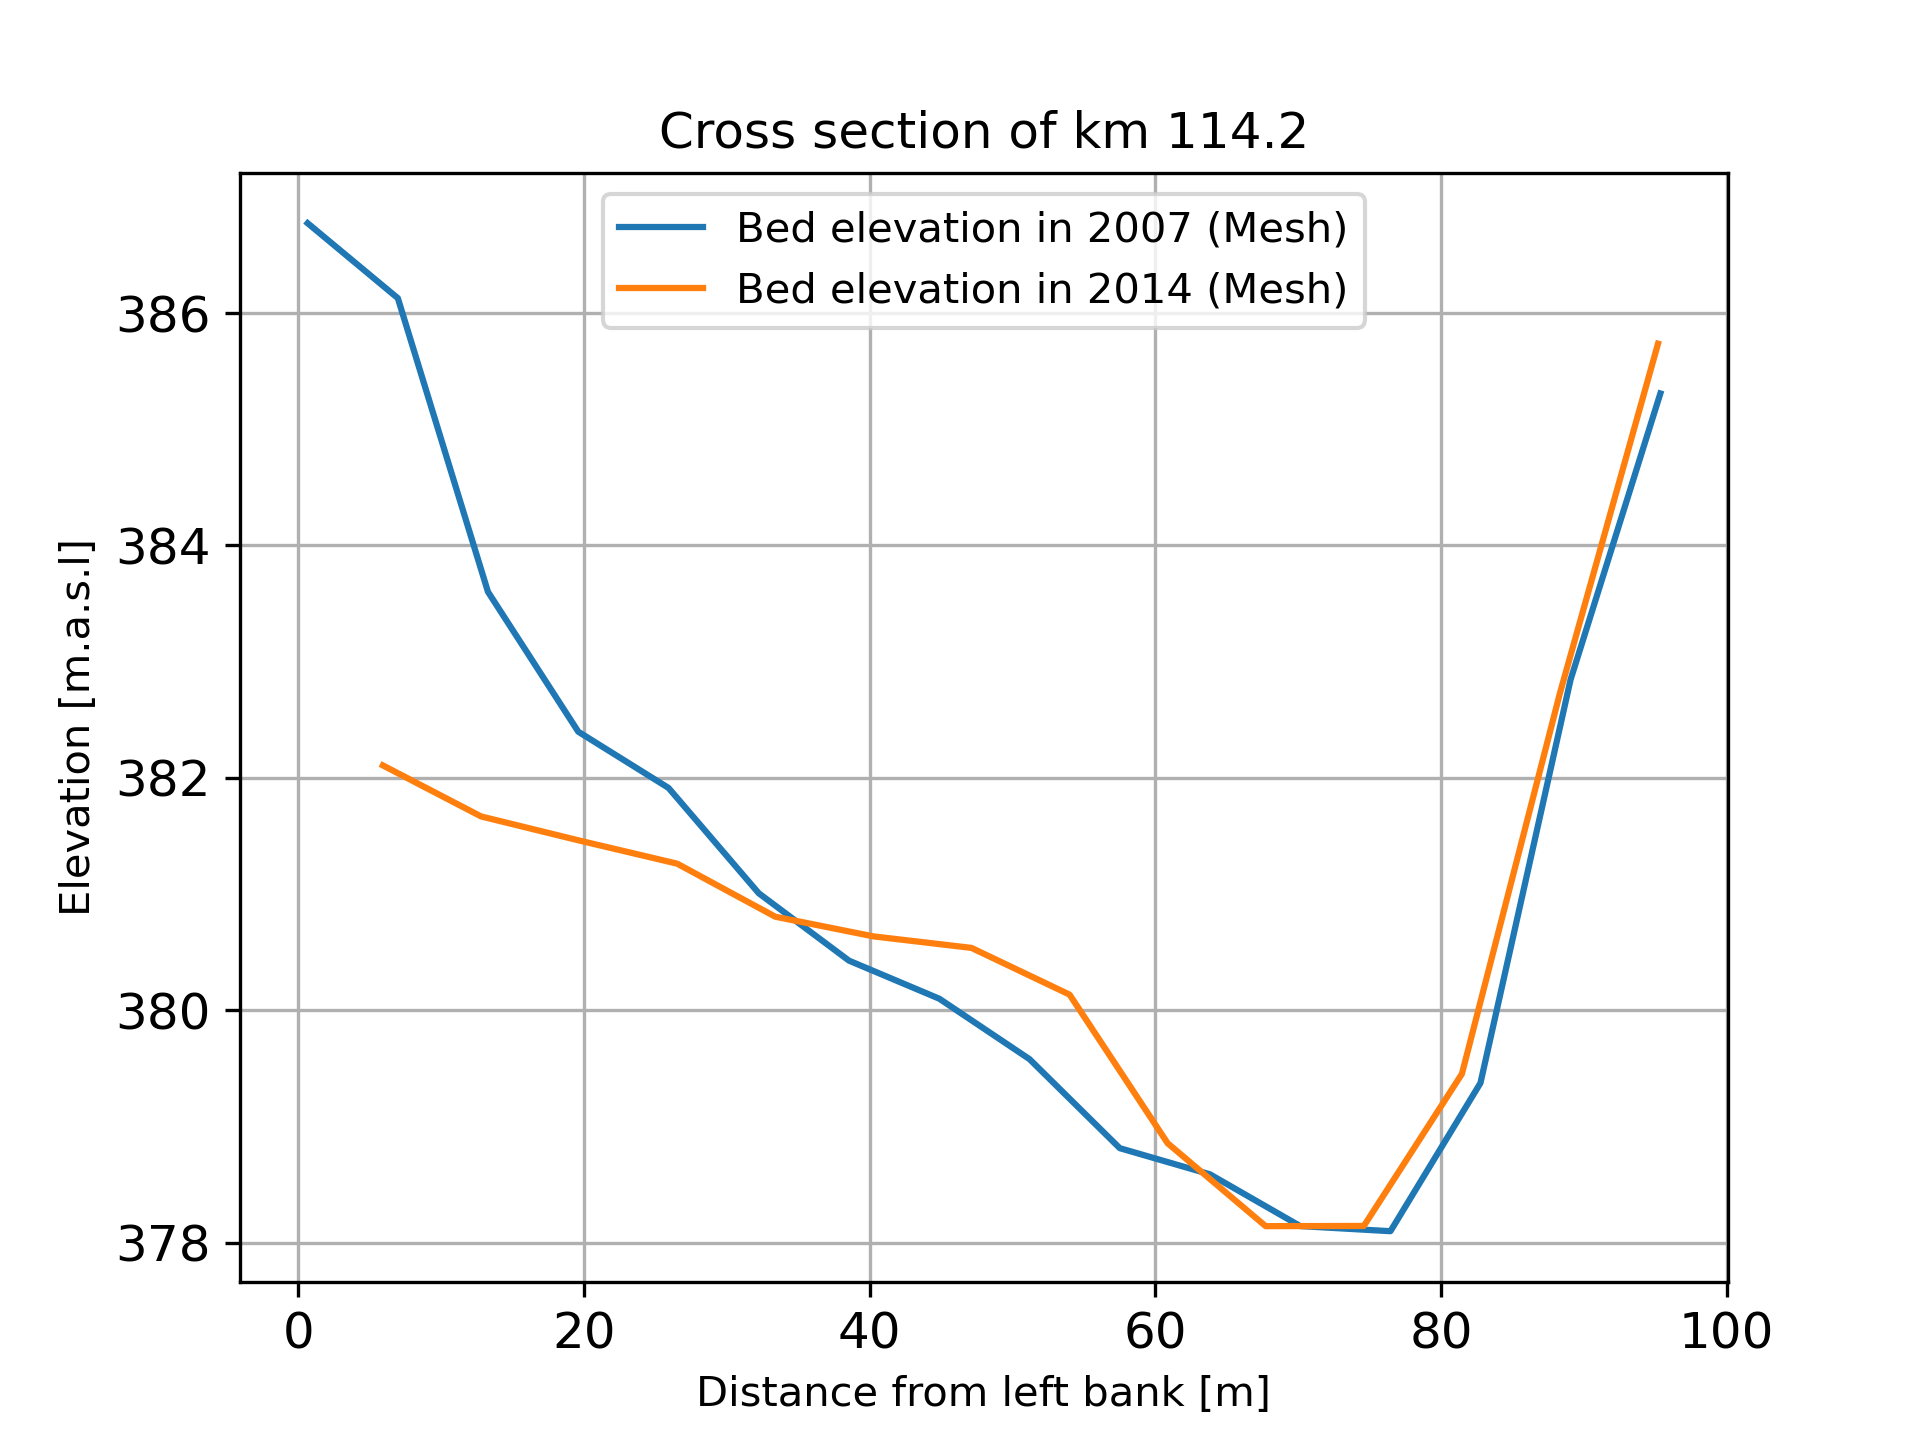 Cross section of km 114.2
Bed elevation in 2007 (Mesh)
Bed elevation in 2014 (Mesh)
Elevation [m.a.s.l]
386
384
382
380
378
0 20 40 60 80 100
Distance from left bank [m]